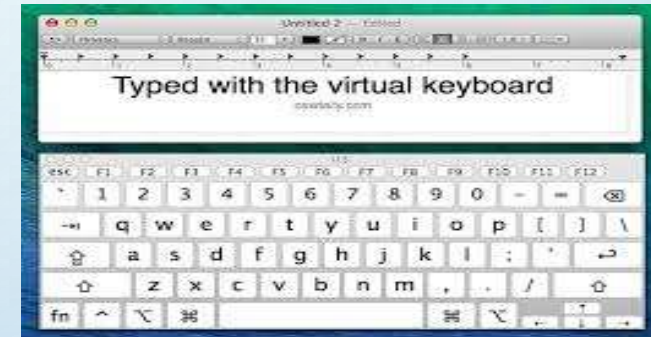 Untitled 2 — Edited
Typed with the virtual keyboard
osxdaily.com
U.S.
esc F1 F2 F3 F4 F5 F6 F7 F8 F9 F10 F11 F12
` 1 2 3 4 5 6 7 8 9 0 - =
q w e r t y u i o p [ ] \
a s d f g h j k l ; '
z x c v b n m , . /
fn ^ ⌥ ⌘ ⌘ ⌥